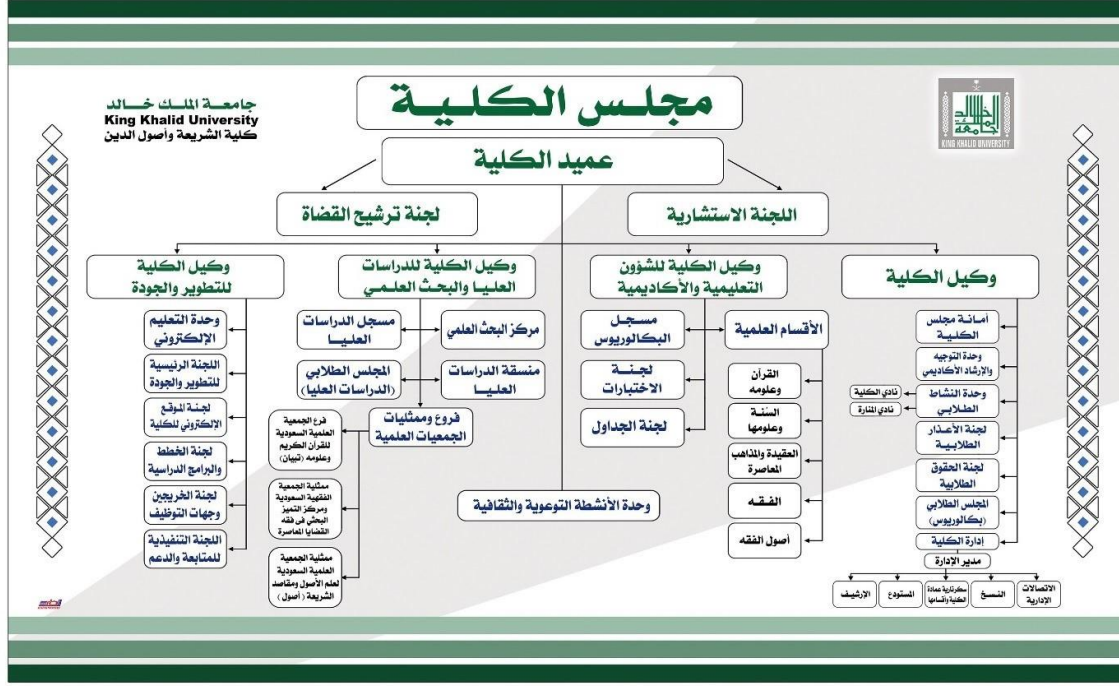 جامعة الملك خالد
King Khalid University
كلية الشريعة وأصول الدين
KING KHALID UNIVERSITY
مجلس الكلية
عميد الكلية
اللجنة الاستشارية
لجنة ترشيح القضاة
وكيل الكلية
أمانة مجلس
الكلية
وحدة التوجيه
والإرشاد الأكاديمي
وحدة النشاط
الطلابي
نادي الكلية
نادي المنارة
لجنة الأعذار
الطلابية
لجنة الحقوق
الطلابية
المجلس الطلابي
(بكالوريوس)
إدارة الكلية
مدير الإدارة
الاتصالات
الإدارية
النسخ
سكرتارية عمادة
الكلية وأقسامها
المستودع
الإرشيف
وكيل الكلية للشؤون
التعليمية والأكاديمية
الأقسام العلمية
القرآن
وعلومه
السُنة
وعلومها
العقيدة والمذاهب
المعاصرة
الفقه
أصول الفقه
مسجل
البكالوريوس
لجنة
الاختبارات
لجنة الجداول
وكيل الكلية للدراسات
العليا والبحث العلمي
مركز البحث العلمي
منسقة الدراسات
العليا
مسجل الدراسات
العليا
المجلس الطلابي
(الدراسات العليا)
فروع وممثليات
الجمعيات العلمية
فرع الجمعية
العلمية السعودية
للقرآن الكريم
وعلومه (تبيان)
ممثلية الجمعية
الفقهية السعودية
ومركز التميز
البحثي في فقه
القضايا المعاصرة
ممثلية الجمعية
العلمية السعودية
لعلم الأصول ومقاصد
الشريعة (أصول)
وحدة الأنشطة التوعوية والثقافية
وكيل الكلية
للتطوير والجودة
وحدة التعليم
الإلكتروني
اللجنة الرئيسية
للتطوير والجودة
لجنة الموقع
الإلكتروني للكلية
لجنة الخطط
والبرامج الدراسية
لجنة الخريجين
وجهات التوظيف
اللجنة التنفيذية
للمتابعة والدعم